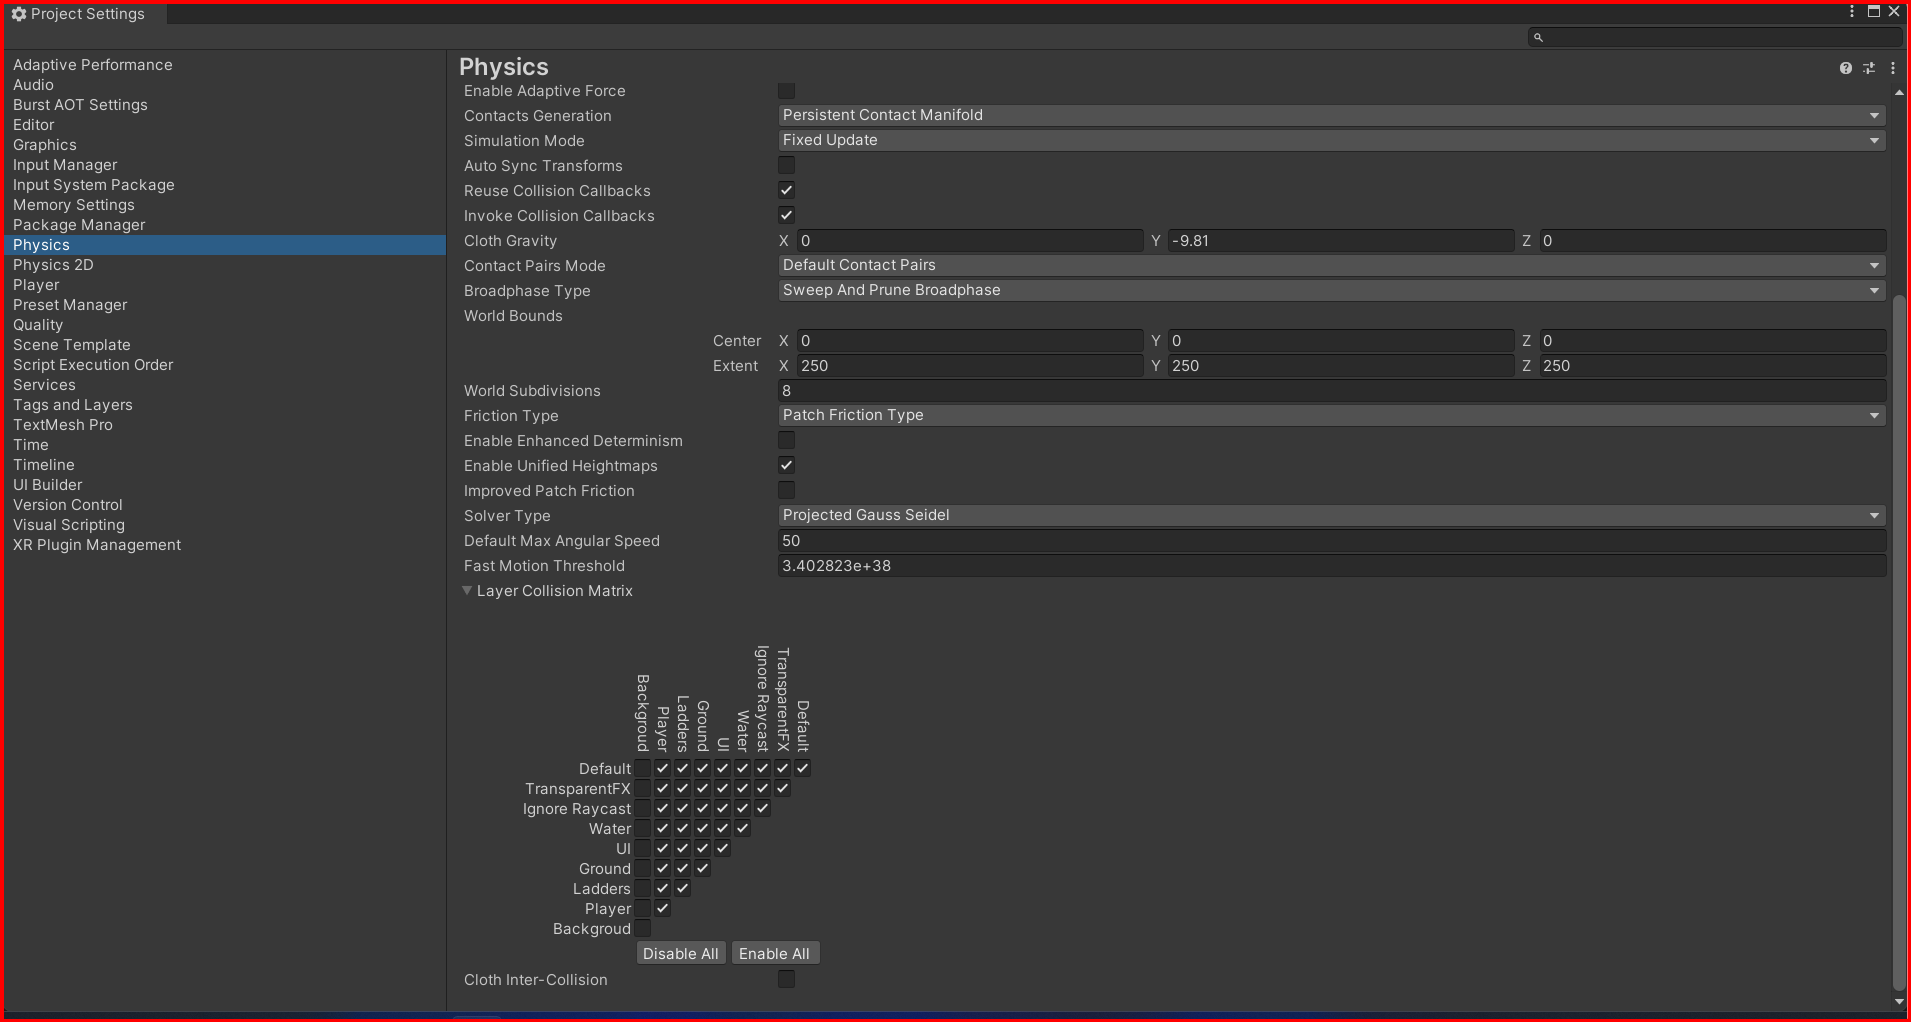 Project Settings
Adaptive Performance
Audio
Burst AOT Settings
Editor
Graphics
Input Manager
Input System Package
Memory Settings
Package Manager
Physics
Physics 2D
Player
Preset Manager
Quality
Scene Template
Script Execution Order
Services
Tags and Layers
TextMesh Pro
Time
Timeline
UI Builder
Version Control
Visual Scripting
XR Plugin Management
Physics
Enable Adaptive Force
Contacts Generation Persistent Contact Manifold
Simulation Mode Fixed Update
Auto Sync Transforms
Reuse Collision Callbacks
Invoke Collision Callbacks
Cloth Gravity X 0 Y -9.81 Z 0
Contact Pairs Mode Default Contact Pairs
Broadphase Type Sweep And Prune Broadphase
World Bounds
Center X 0 Y 0 Z 0
Extent X 250 Y 250 Z 250
World Subdivisions 8
Friction Type Patch Friction Type
Enable Enhanced Determinism
Enable Unified Heightmaps
Improved Patch Friction
Solver Type Projected Gauss Seidel
Default Max Angular Speed 50
Fast Motion Threshold 3.402823e+38
Layer Collision Matrix
Backgroud
Player
Ladders
Ground
UI
Water
Ignore Raycast
TransparentFX
Default
Default
TransparentFX
Ignore Raycast
Water
UI
Ground
Ladders
Player
Backgroud
Disable All Enable All
Cloth Inter-Collision